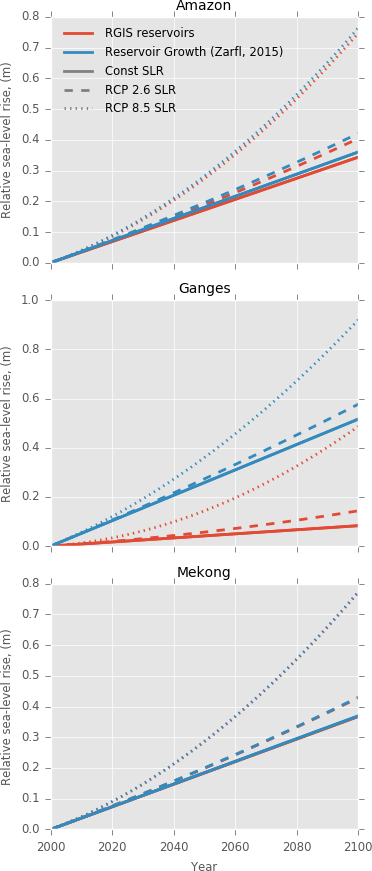 Amazon
0.8
0.7
0.6
0.5
0.4
0.3
0.2
0.1
0.0
Relative sea-level rise, (m)
RGIS reservoirs
Reservoir Growth (Zarfl, 2015)
Const SLR
RCP 2.6 SLR
RCP 8.5 SLR
Ganges
1.0
0.8
0.6
0.4
0.2
0.0
Relative sea-level rise, (m)
Mekong
0.8
0.7
0.6
0.5
0.4
0.3
0.2
0.1
0.0
Relative sea-level rise, (m)
2000 2020 2040 2060 2080 2100
Year